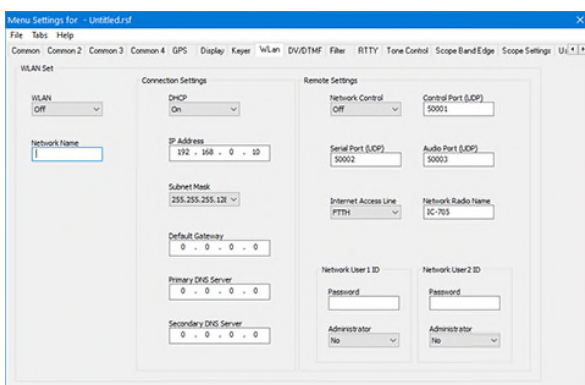 Menu Settings for - Untitled.rsf
File Tabs Help
Common Common 2 Common 3 Common 4 GPS Display Keyer WLan DV/DTMF Filter RTTY Tone Control Scope Band Edge Scope Settings
WLAN Set
Connection Settings
Remote Settings
WLAN
Off
DHCP
On
Network Control
Off
Control Port (UDP)
50001
Network Name
IP Address
192 . 168 . 0 . 10
Serial Port (UDP)
50002
Audio Port (UDP)
50003
Subnet Mask
255.255.255.128
Internet Access Line
FTTH
Network Radio Name
IC-705
Default Gateway
0 . 0 . 0 . 0
Network User1 ID
Network User2 ID
Primary DNS Server
0 . 0 . 0 . 0
Password
Password
Secondary DNS Server
0 . 0 . 0 . 0
Administrator
No
Administrator
No